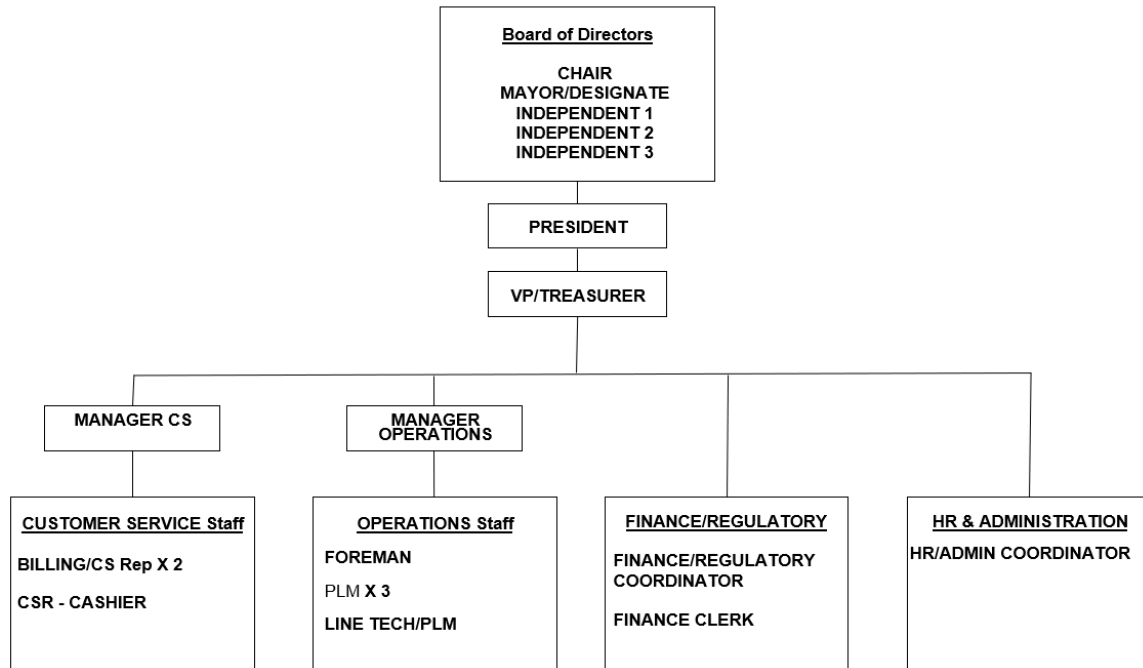 Board of Directors
CHAIR
MAYOR/DESIGNATE
INDEPENDENT 1
INDEPENDENT 2
INDEPENDENT 3
PRESIDENT
VP/TREASURER
MANAGER CS
MANAGER
OPERATIONS
CUSTOMER SERVICE Staff
BILLING/CS Rep X 2
CSR - CASHIER
OPERATIONS Staff
FOREMAN
PLM X 3
LINE TECH/PLM
FINANCE/REGULATORY
FINANCE/REGULATORY
COORDINATOR
FINANCE CLERK
HR & ADMINISTRATION
HR/ADMIN COORDINATOR